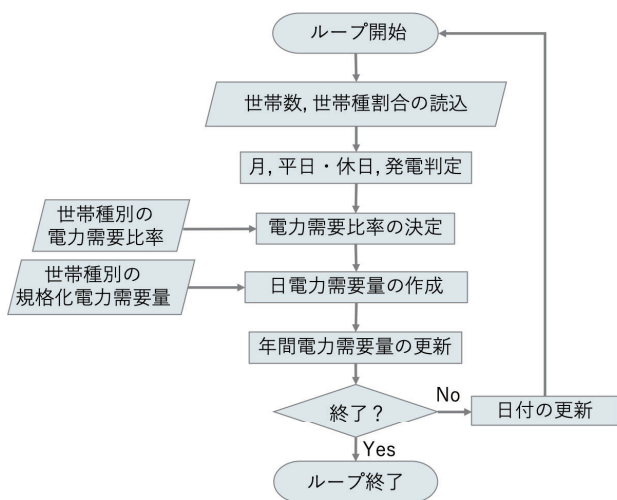 ループ開始
世帯数, 世帯種割合の読込
月, 平日・休日, 発電判定
世帯種別の
電力需要比率
電力需要比率の決定
世帯種別の
規格化電力需要量
日電力需要量の作成
年間電力需要量の更新
終了？
No
日付の更新
Yes
ループ終了